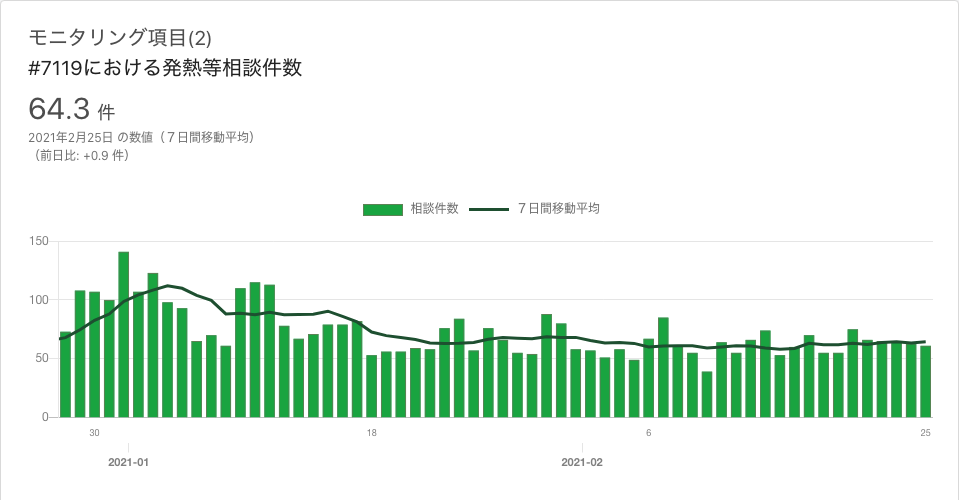 モニタリング項目(2)
#7119における発熱等相談件数
64.3 件
2021年2月25日 の数値（７日間移動平均）
（前日比: +0.9 件）
相談件数 ７日間移動平均
150
100
50
0
30 18 6 25
2021-01 2021-02